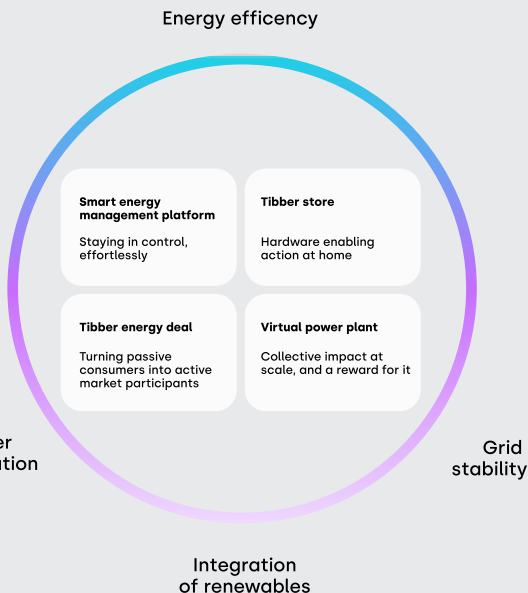 Energy efficency
Smart energy
management platform
Staying in control,
effortlessly
Tibber store
Hardware enabling
action at home
Tibber energy deal
Turning passive
consumers into active
market participants
Virtual power plant
Collective impact at
scale, and a reward for it
Grid
stability
Integration
of renewables